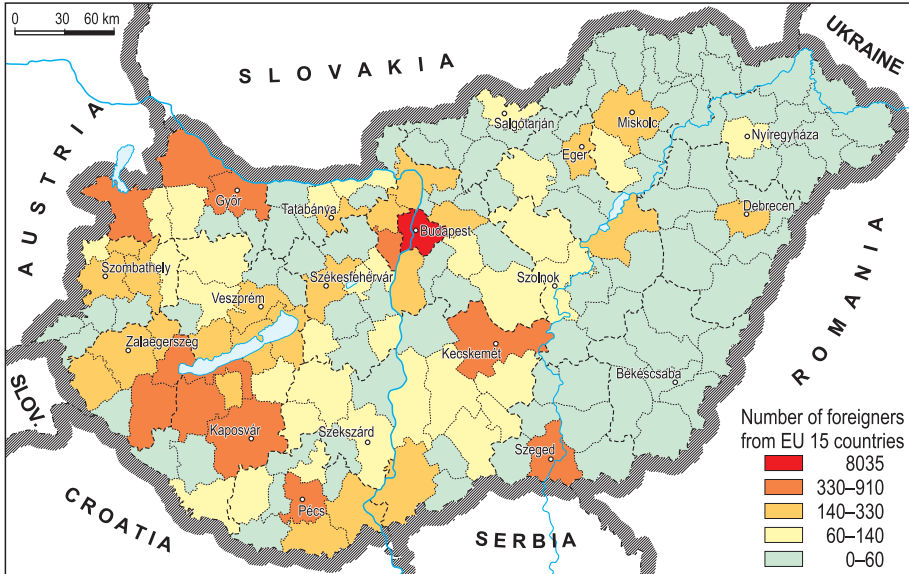 0 30 60 km
SLOVAKIA
UKRAINE
AUSTRIA
Salgótarján
Miskolc
Nyíregyháza
Eger
Győr
Tatabánya
Debrecen
Budapest
Szombathely
Székesfehérvár
Szolnok
Veszprém
ROMANIA
Zalaegerszeg
Kecskemét
Békéscsaba
SLOV.
Kaposvár
Szekszárd
Szeged
Pécs
CROATIA
SERBIA
Number of foreigners
from EU 15 countries
8035
330–910
140–330
60–140
0–60